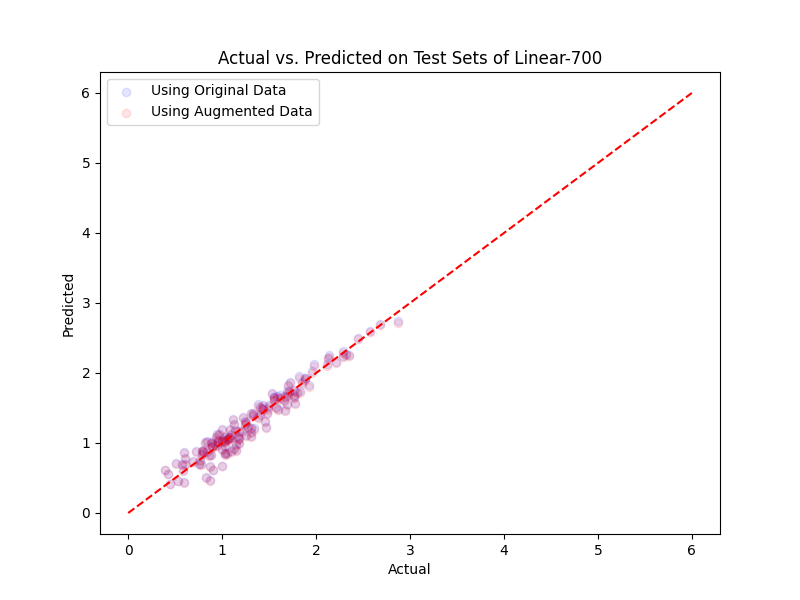 Actual vs. Predicted on Test Sets of Linear-700
Using Original Data
Using Augmented Data
6
5
4
3
2
1
0
Predicted
0 1 2 3 4 5 6
Actual